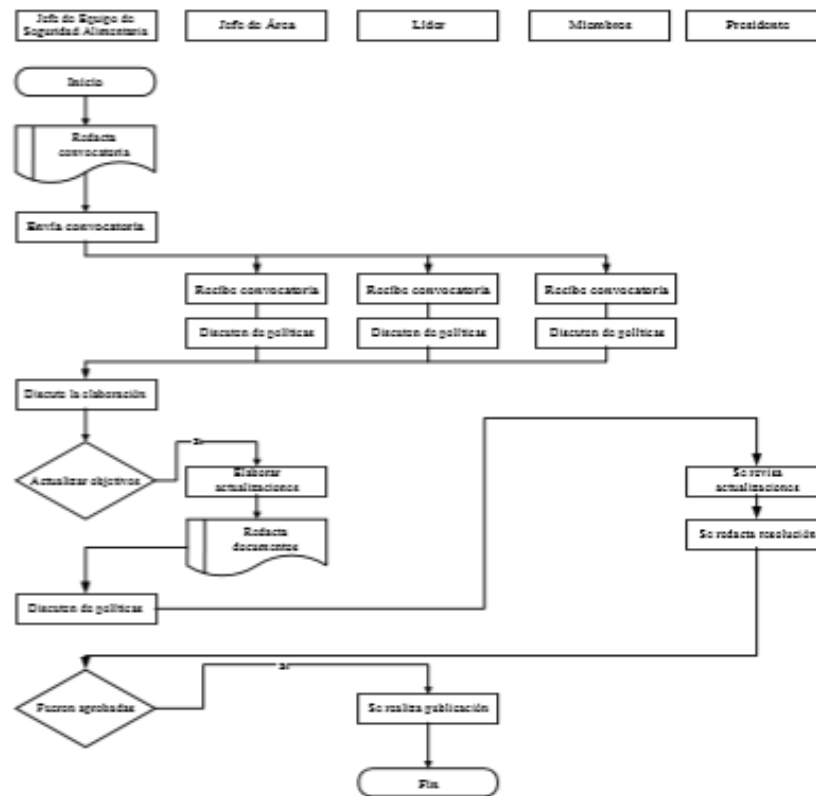 Jefe de Equipo de
Seguridad Alimentaria
Jefe de Área
Líder
Miembros
Presidente
Inicio
Redacta
convocatoria
Envía convocatoria
Recibe convocatoria
Recibe convocatoria
Recibe convocatoria
Discuten de políticas
Discuten de políticas
Discuten de políticas
Discute la elaboración
Actualizar objetivos
Elaborar
actualizaciones
Se revisa
actualizaciones
Redacta
documentos
Se redacta resolución
Discuten de políticas
Fueron aprobadas
Se realiza publicación
Fin